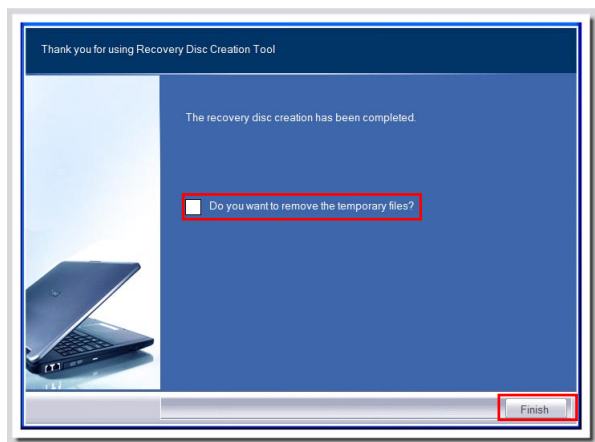 Thank you for using Recovery Disc Creation Tool
The recovery disc creation has been completed.
Do you want to remove the temporary files?
Finish